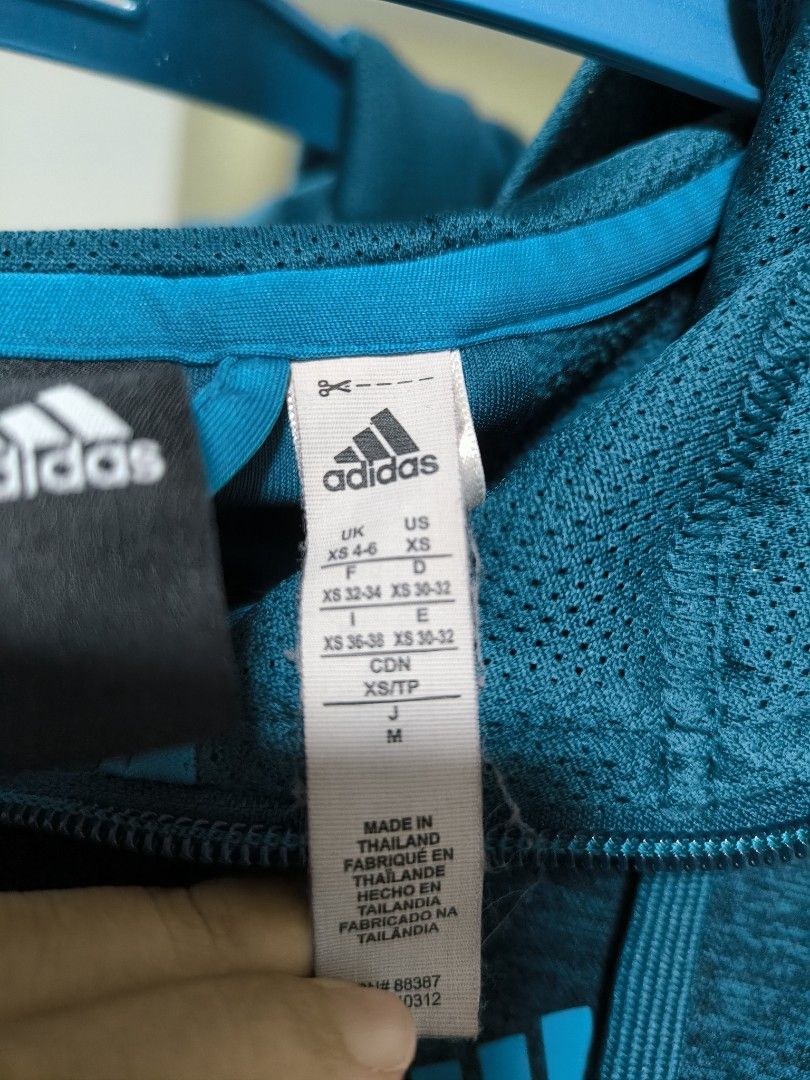 adidas
adidas
UK US
XS 4-6 XS
F D
XS 32-34 XS 30-32
I E
XS 36-38 XS 30-32
CDN
XS/TP
J
M
MADE IN
THAILAND
FABRIQUÉ EN
THAÏLANDE
HECHO EN
TAILANDIA
FABRICADO NA
TAILÂNDIA
88387
0312